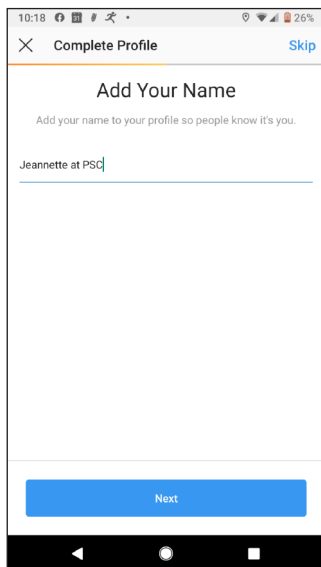 10:18 31 26%
Complete Profile Skip
Add Your Name
Add your name to your profile so people know it's you.
Jeannette at PSC
Next